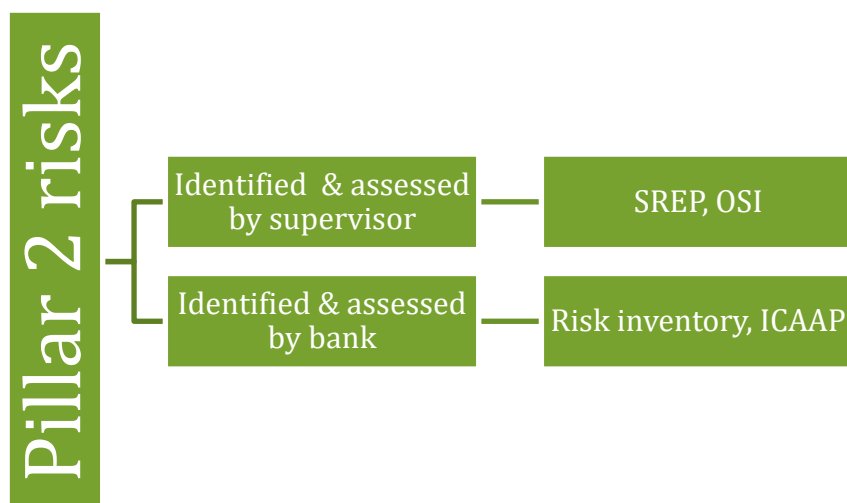 Pillar 2 risks
Identified & assessed
by supervisor
SREP, OSI
Identified & assessed
by bank
Risk inventory, ICAAP